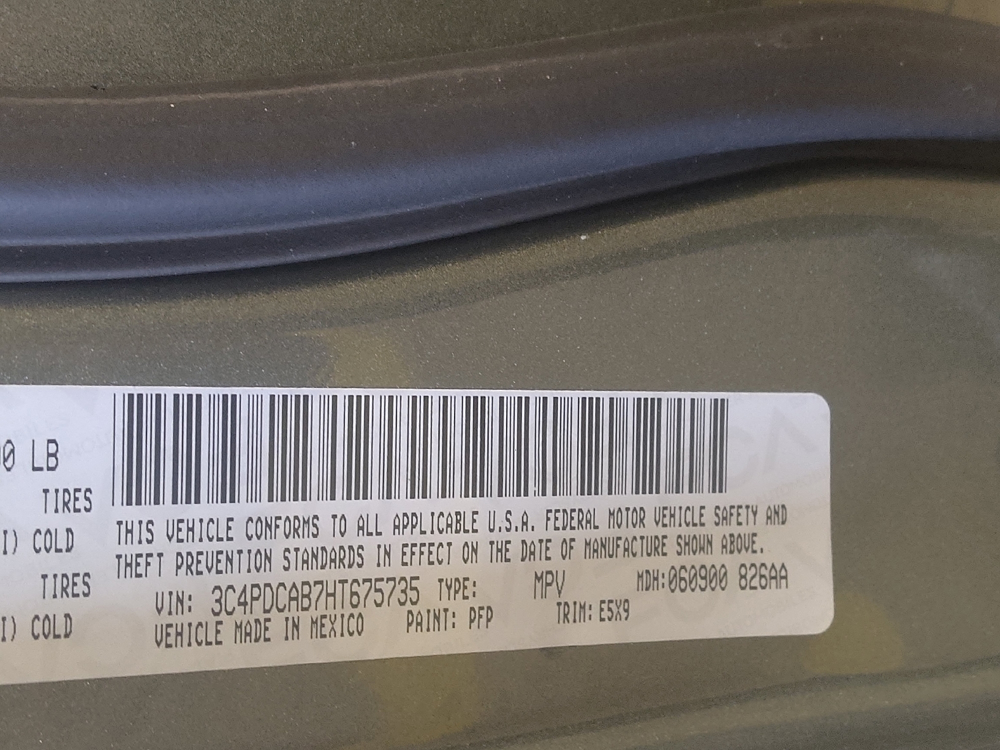 LB
TIRES
COLD
TIRES
COLD
THIS VEHICLE CONFORMS TO ALL APPLICABLE U.S.A. FEDERAL MOTOR VEHICLE SAFETY AND
THEFT PREVENTION STANDARDS IN EFFECT ON THE DATE OF MANUFACTURE SHOWN ABOVE.
VIN: 3C4PDCAB7HT675735 TYPE: MPV MDH:060900 826AA
VEHICLE MADE IN MEXICO PAINT: PFP TRIM: E5X9